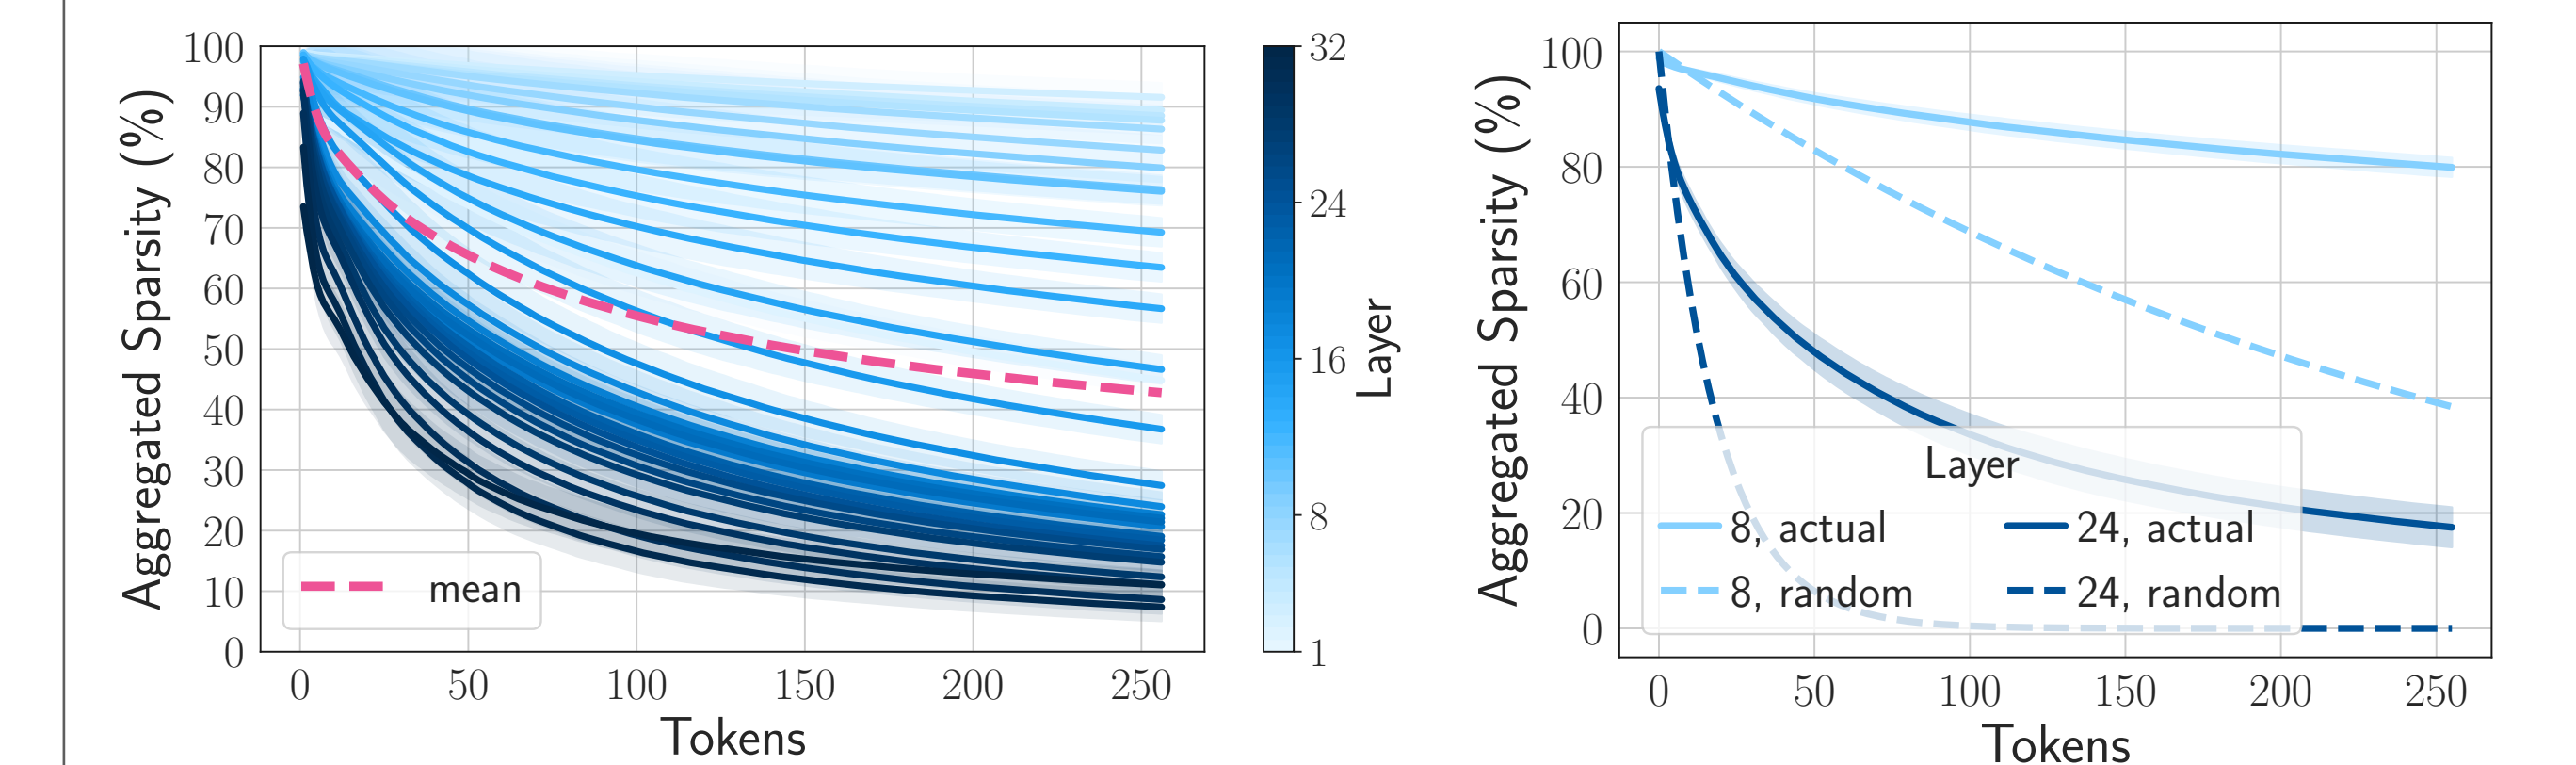 Aggregated Sparsity (%)
100
90
80
70
60
50
40
30
20
10
0
mean
0 50 100 150 200 250
Tokens
32
24
16
8
1
Layer
Aggregated Sparsity (%)
100
80
60
40
20
0
Layer
8, actual 24, actual
8, random 24, random
0 50 100 150 200 250
Tokens